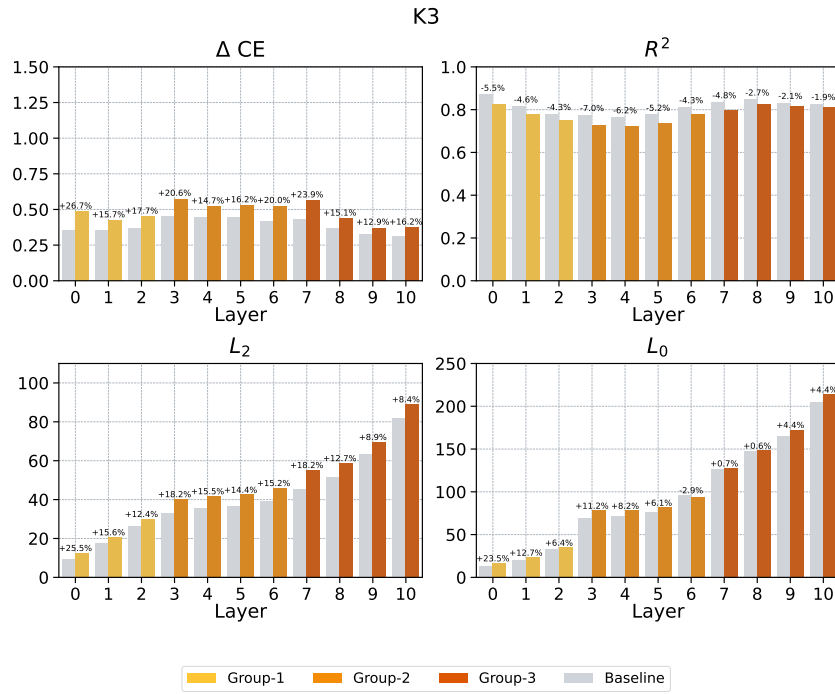 K3
Δ CE
1.50
1.25
1.00
0.75
0.50
0.25
0.00
+26.7% +15.7% +17.7% +20.6% +14.7% +16.2% +20.0% +23.9% +15.1% +12.9% +16.2%
0 1 2 3 4 5 6 7 8 9 10
Layer
R²
1.0
0.8
0.6
0.4
0.2
0.0
-5.5% -4.6% -4.3% -7.0% -6.2% -5.2% -4.3% -4.8% -2.7% -2.1% -1.9%
0 1 2 3 4 5 6 7 8 9 10
Layer
L₂
100
80
60
40
20
0
+25.5% +15.6% +12.4% +18.2% +15.5% +14.4% +15.2% +18.2% +12.7% +8.9% +8.4%
0 1 2 3 4 5 6 7 8 9 10
Layer
L₀
250
200
150
100
50
0
+23.5% +12.7% +6.4% +11.2% +8.2% +6.1% -2.9% +0.7% +0.6% +4.4% +4.4%
0 1 2 3 4 5 6 7 8 9 10
Layer
Group-1 Group-2 Group-3 Baseline